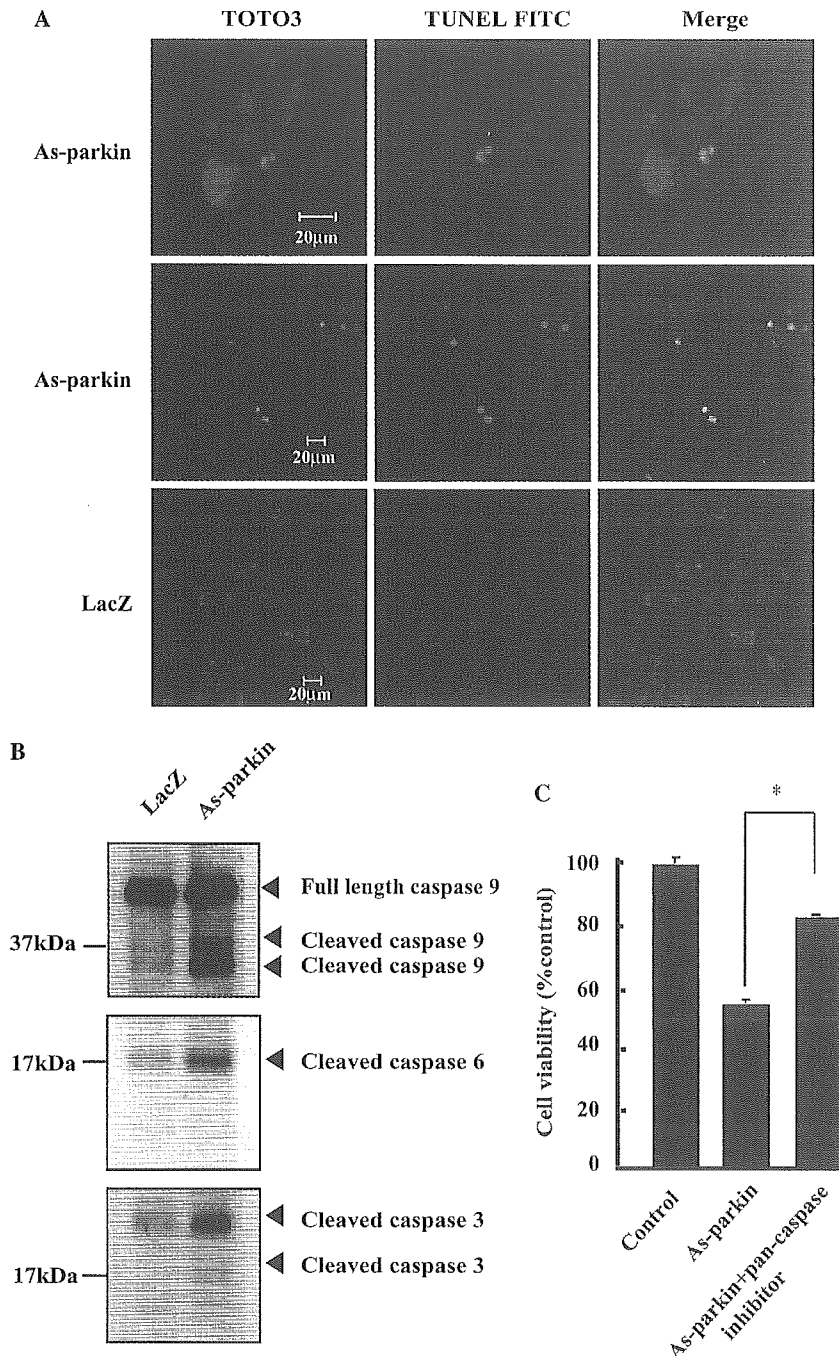 A TOTO3 TUNEL FITC Merge
As-parkin
20μm
As-parkin
20μm
LacZ
20μm
B
LacZ
As-parkin
Full length caspase 9
37kDa
Cleaved caspase 9
Cleaved caspase 9
17kDa
Cleaved caspase 6
Cleaved caspase 3
17kDa
Cleaved caspase 3
C
*
Cell viability (%control)
100
80
60
40
20
0
Control
As-parkin
As-parkin+pan-caspase
inhibitor